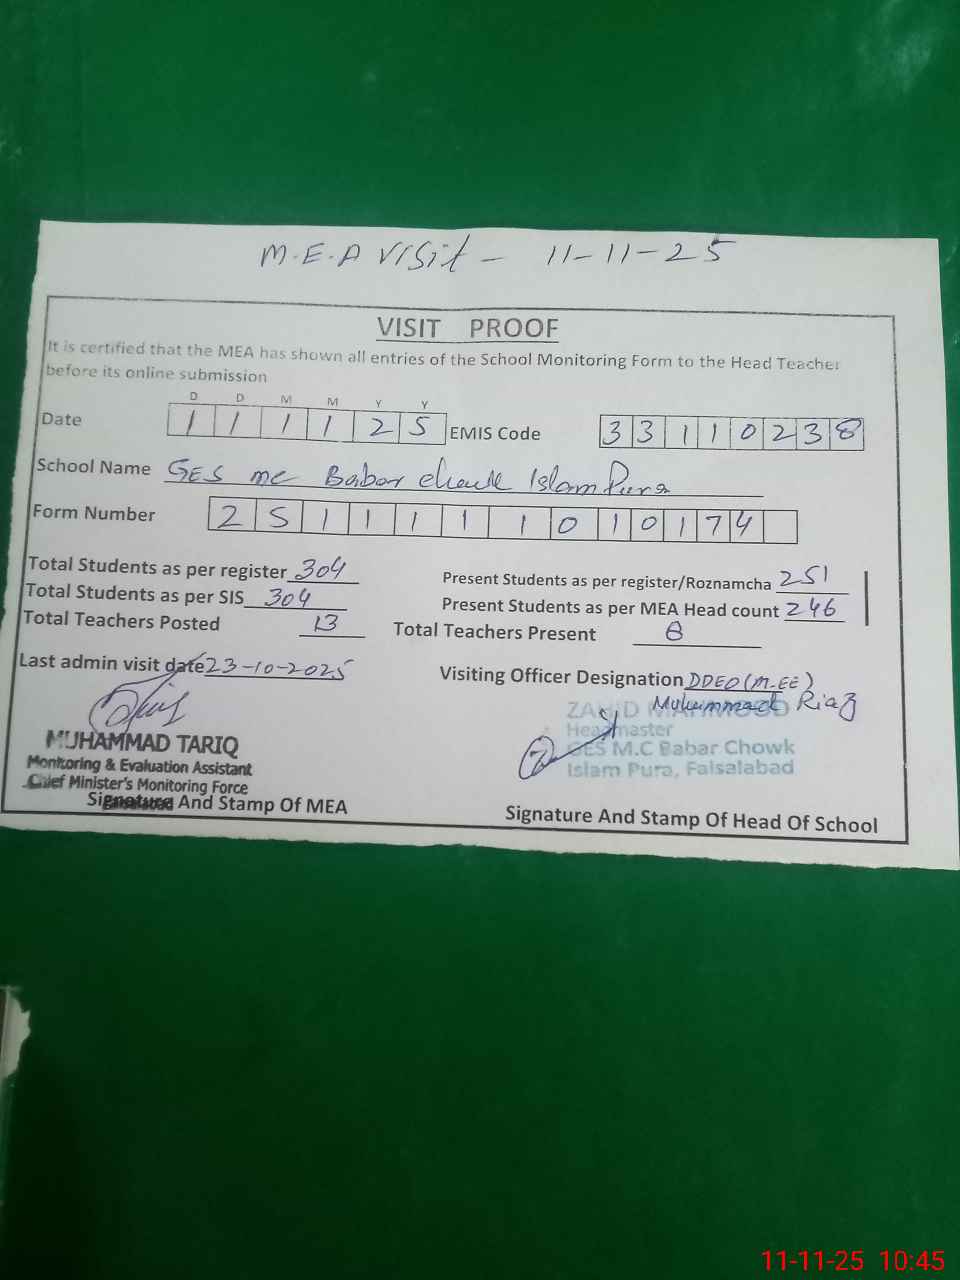 M.E.A Visit - 11-11-25
VISIT PROOF
It is certified that the MEA has shown all entries of the School Monitoring Form to the Head Teacher
before its online submission
D D M M Y Y
Date 1 1 1 1 2 5 EMIS Code 3 3 1 1 0 2 3 8
School Name GES mc Babar chowk Islam Pura
Form Number 2 5 1 1 1 1 1 0 1 0 1 7 4
Total Students as per register 304 Present Students as per register/Roznamcha 251
Total Students as per SIS 304 Present Students as per MEA Head count 246
Total Teachers Posted 13 Total Teachers Present 8
Last admin visit date 23-10-2025 Visiting Officer Designation DDEO (M-EE)
Muhammad Riaz
ZAHID MAHMOOD
Headmaster
GES M.C Babar Chowk
Islam Pura, Faisalabad
MUHAMMAD TARIQ
Monitoring & Evaluation Assistant
Chief Minister's Monitoring Force
Signature And Stamp Of MEA
Signature And Stamp Of Head Of School
11-11-25 10:45